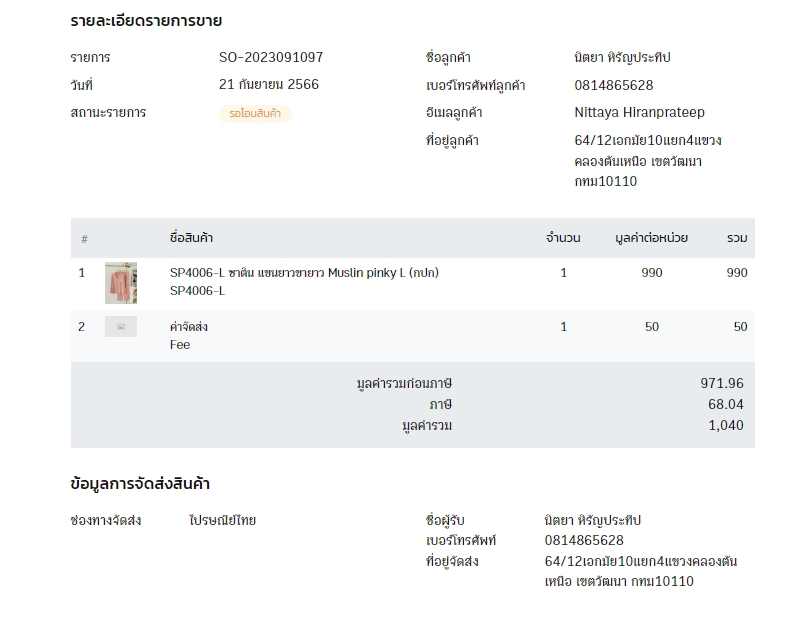 รายละเอียดรายการขาย
รายการ SO-2023091097
วันที่ 21 กันยายน 2566
สถานะรายการ รอโอนสินค้า
ชื่อลูกค้า นิตยา หิรัญประทีป
เบอร์โทรศัพท์ลูกค้า 0814865628
อีเมลลูกค้า Nittaya Hiranprateep
ที่อยู่ลูกค้า 64/12เอกมัย10แยก4แขวง
คลองตันเหนือ เขตวัฒนา
กทม10110
# ชื่อสินค้า จำนวน มูลค่าต่อหน่วย รวม
1 SP4006-L ซาติน แขนยาวขายาว Muslin pinky L (กปก) 1 990 990
SP4006-L
2 ค่าจัดส่ง 1 50 50
Fee
มูลค่ารวมก่อนภาษี 971.96
ภาษี 68.04
มูลค่ารวม 1,040
ข้อมูลการจัดส่งสินค้า
ช่องทางจัดส่ง ไปรษณีย์ไทย
ชื่อผู้รับ นิตยา หิรัญประทีป
เบอร์โทรศัพท์ 0814865628
ที่อยู่จัดส่ง 64/12เอกมัย10แยก4แขวงคลองตัน
เหนือ เขตวัฒนา กทม10110